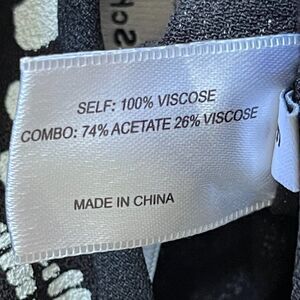 SELF: 100% VISCOSE
COMBO: 74% ACETATE 26% VISCOSE
MADE IN CHINA